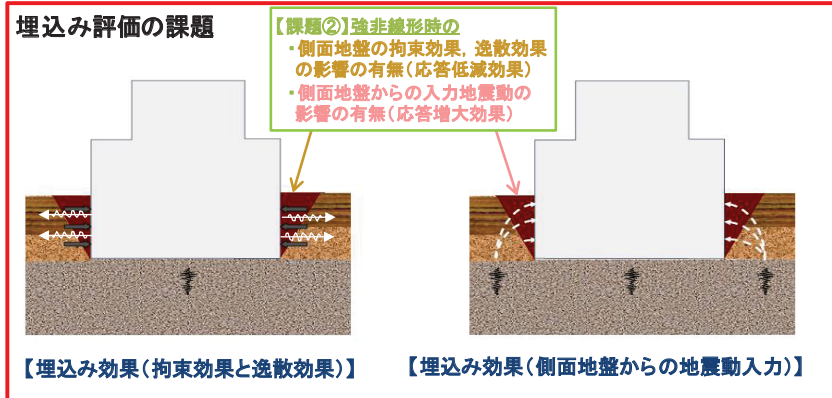 埋込み評価の課題
【課題②】強非線形時の
・側面地盤の拘束効果，逸散効果
の影響の有無（応答低減効果）
・側面地盤からの入力地震動の
影響の有無（応答増大効果）
【埋込み効果（拘束効果と逸散効果）】
【埋込み効果（側面地盤からの地震動入力）】